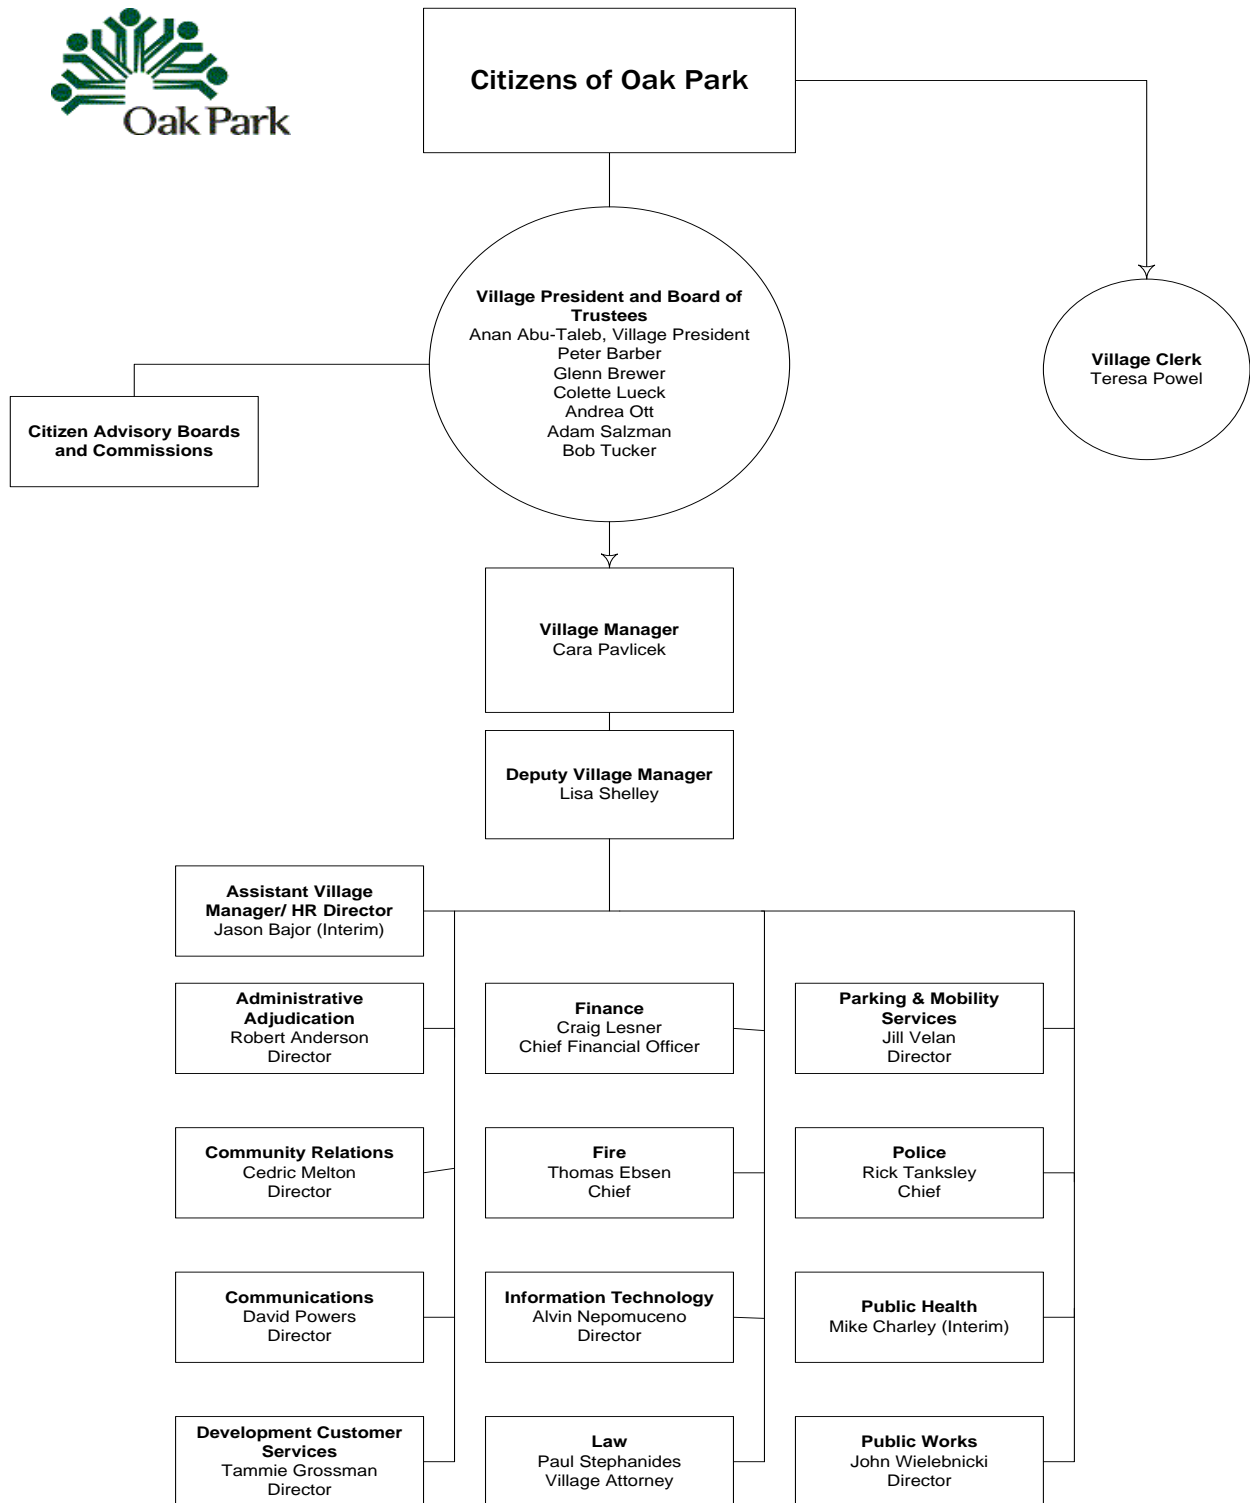 Oak Park
Citizens of Oak Park
Village President and Board of
Trustees
Anan Abu-Taleb, Village President
Peter Barber
Glenn Brewer
Colette Lueck
Andrea Ott
Adam Salzman
Bob Tucker
Village Clerk
Teresa Powel
Citizen Advisory Boards
and Commissions
Village Manager
Cara Pavlicek
Deputy Village Manager
Lisa Shelley
Assistant Village
Manager/ HR Director
Jason Bajor (Interim)
Administrative
Adjudication
Robert Anderson
Director
Finance
Craig Lesner
Chief Financial Officer
Parking & Mobility
Services
Jill Velan
Director
Community Relations
Cedric Melton
Director
Fire
Thomas Ebsen
Chief
Police
Rick Tanksley
Chief
Communications
David Powers
Director
Information Technology
Alvin Nepomuceno
Director
Public Health
Mike Charley (Interim)
Development Customer
Services
Tammie Grossman
Director
Law
Paul Stephanides
Village Attorney
Public Works
John Wielebnicki
Director